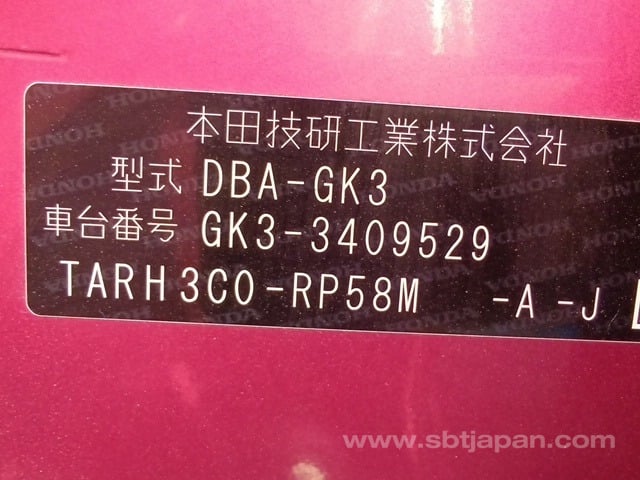 本田技研工業株式会社
型式 DBA-GK3
車台番号 GK3-3409529
TARH3C0-RP58M -A -J
www.sbtjapan.com